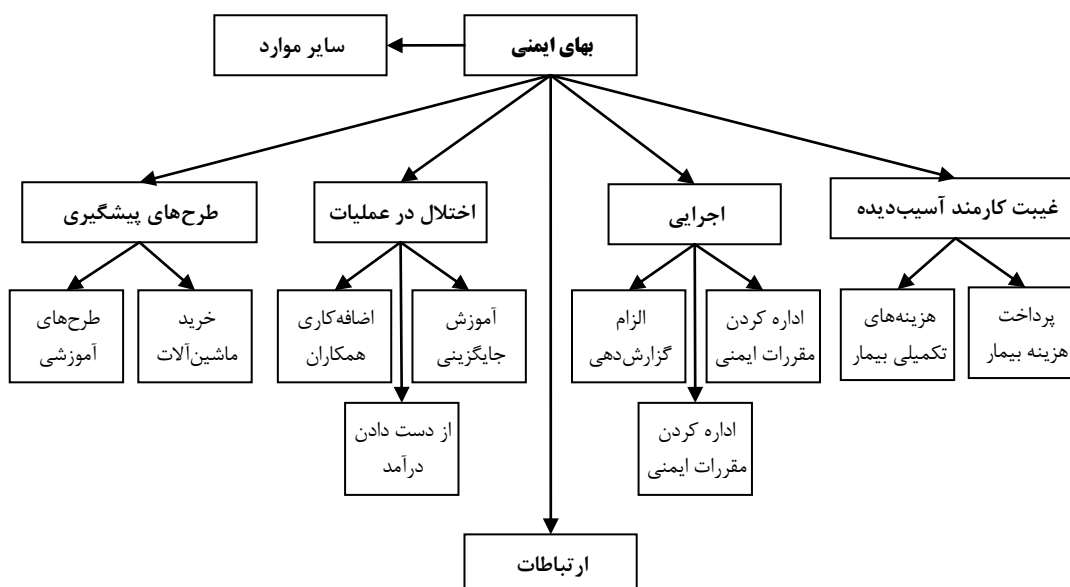 بهای ایمنی
سایر موارد
غیبت کارمند آسیب‌دیده
اجرایی
اختلال در عملیات
طرح‌های پیشگیری
پرداخت
هزینه بیمار
هزینه‌های
تکمیلی بیمار
اداره کردن
مقررات ایمنی
الزام
گزارش‌دهی
آموزش
جایگزینی
اضافه‌کاری
همکاران
خرید
ماشین‌آلات
طرح‌های
آموزشی
اداره کردن
مقررات ایمنی
از دست دادن
درآمد
ارتباطات